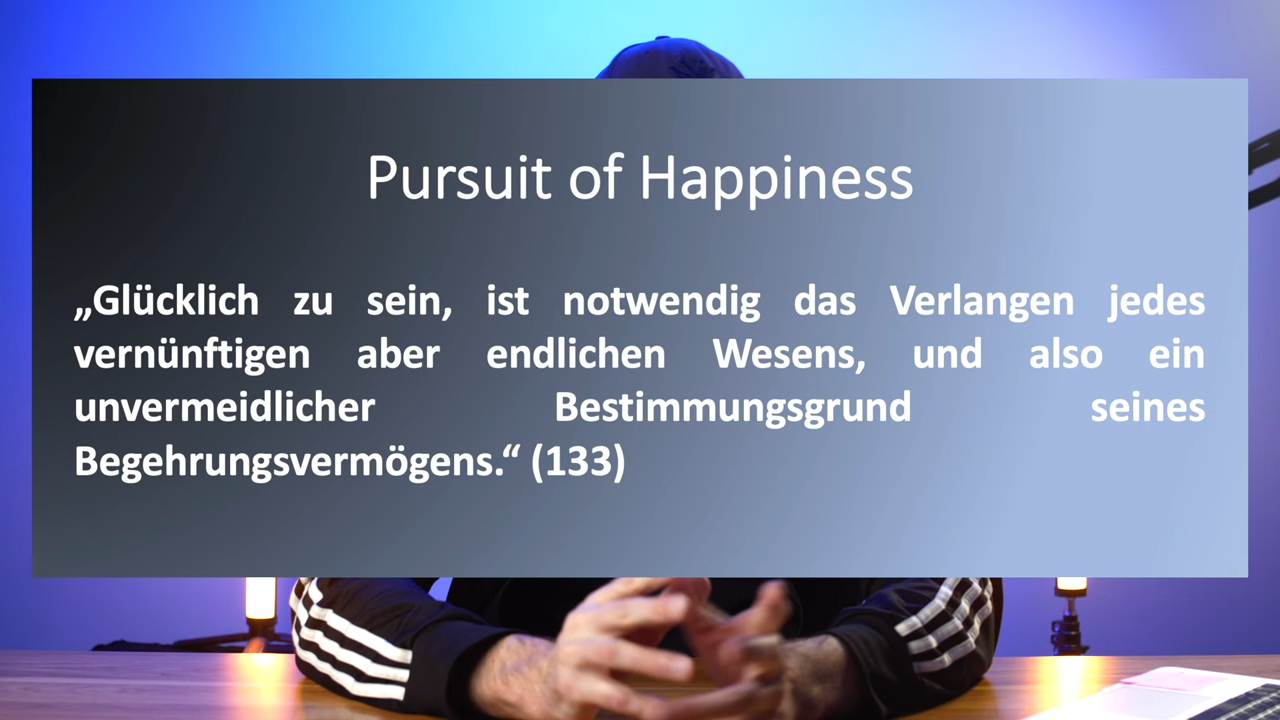 Pursuit of Happiness
„Glücklich zu sein, ist notwendig das Verlangen jedes
vernünftigen aber endlichen Wesens, und also ein
unvermeidlicher Bestimmungsgrund seines
Begehrungsvermögens.“ (133)